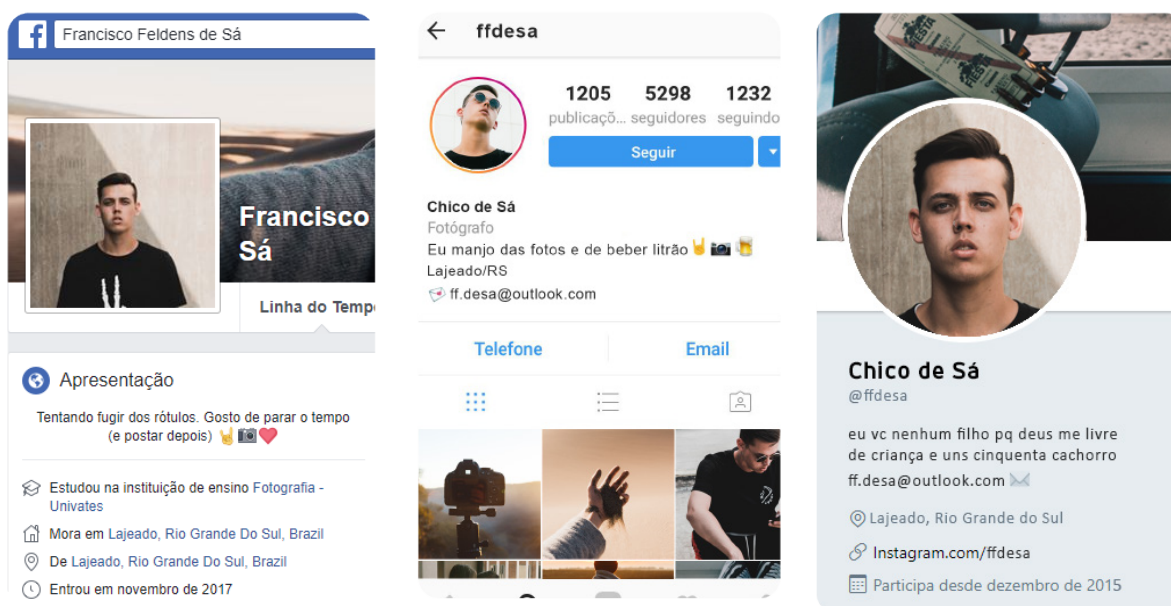 Francisco Feldens de Sá
Francisco
Sá
Linha do Tempo
Apresentação
Tentando fugir dos rótulos. Gosto de parar o tempo
(e postar depois) 🤘📷❤️
Estudou na instituição de ensino Fotografia -
Univates
Mora em Lajeado, Rio Grande Do Sul, Brazil
De Lajeado, Rio Grande Do Sul, Brazil
Entrou em novembro de 2017
ffdesa
1205 5298 1232
publicaçõ... seguidores seguindo
Seguir
Chico de Sá
Fotógrafo
Eu manjo das fotos e de beber litrão 🤘📷🍺
Lajeado/RS
💌 ff.desa@outlook.com
Telefone Email
FIESTA
Chico de Sá
@ffdesa
eu vc nenhum filho pq deus me livre
de criança e uns cinquenta cachorro
ff.desa@outlook.com ✉️
Lajeado, Rio Grande do Sul
Instagram.com/ffdesa
Participa desde dezembro de 2015